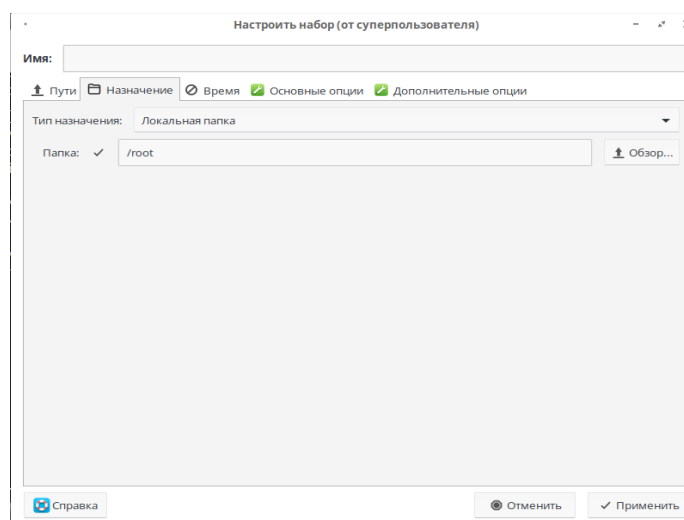 Настроить набор (от суперпользователя)
Имя:
Пути Назначение Время Основные опции Дополнительные опции
Тип назначения: Локальная папка
Папка: /root Обзор...
Справка Отменить Применить